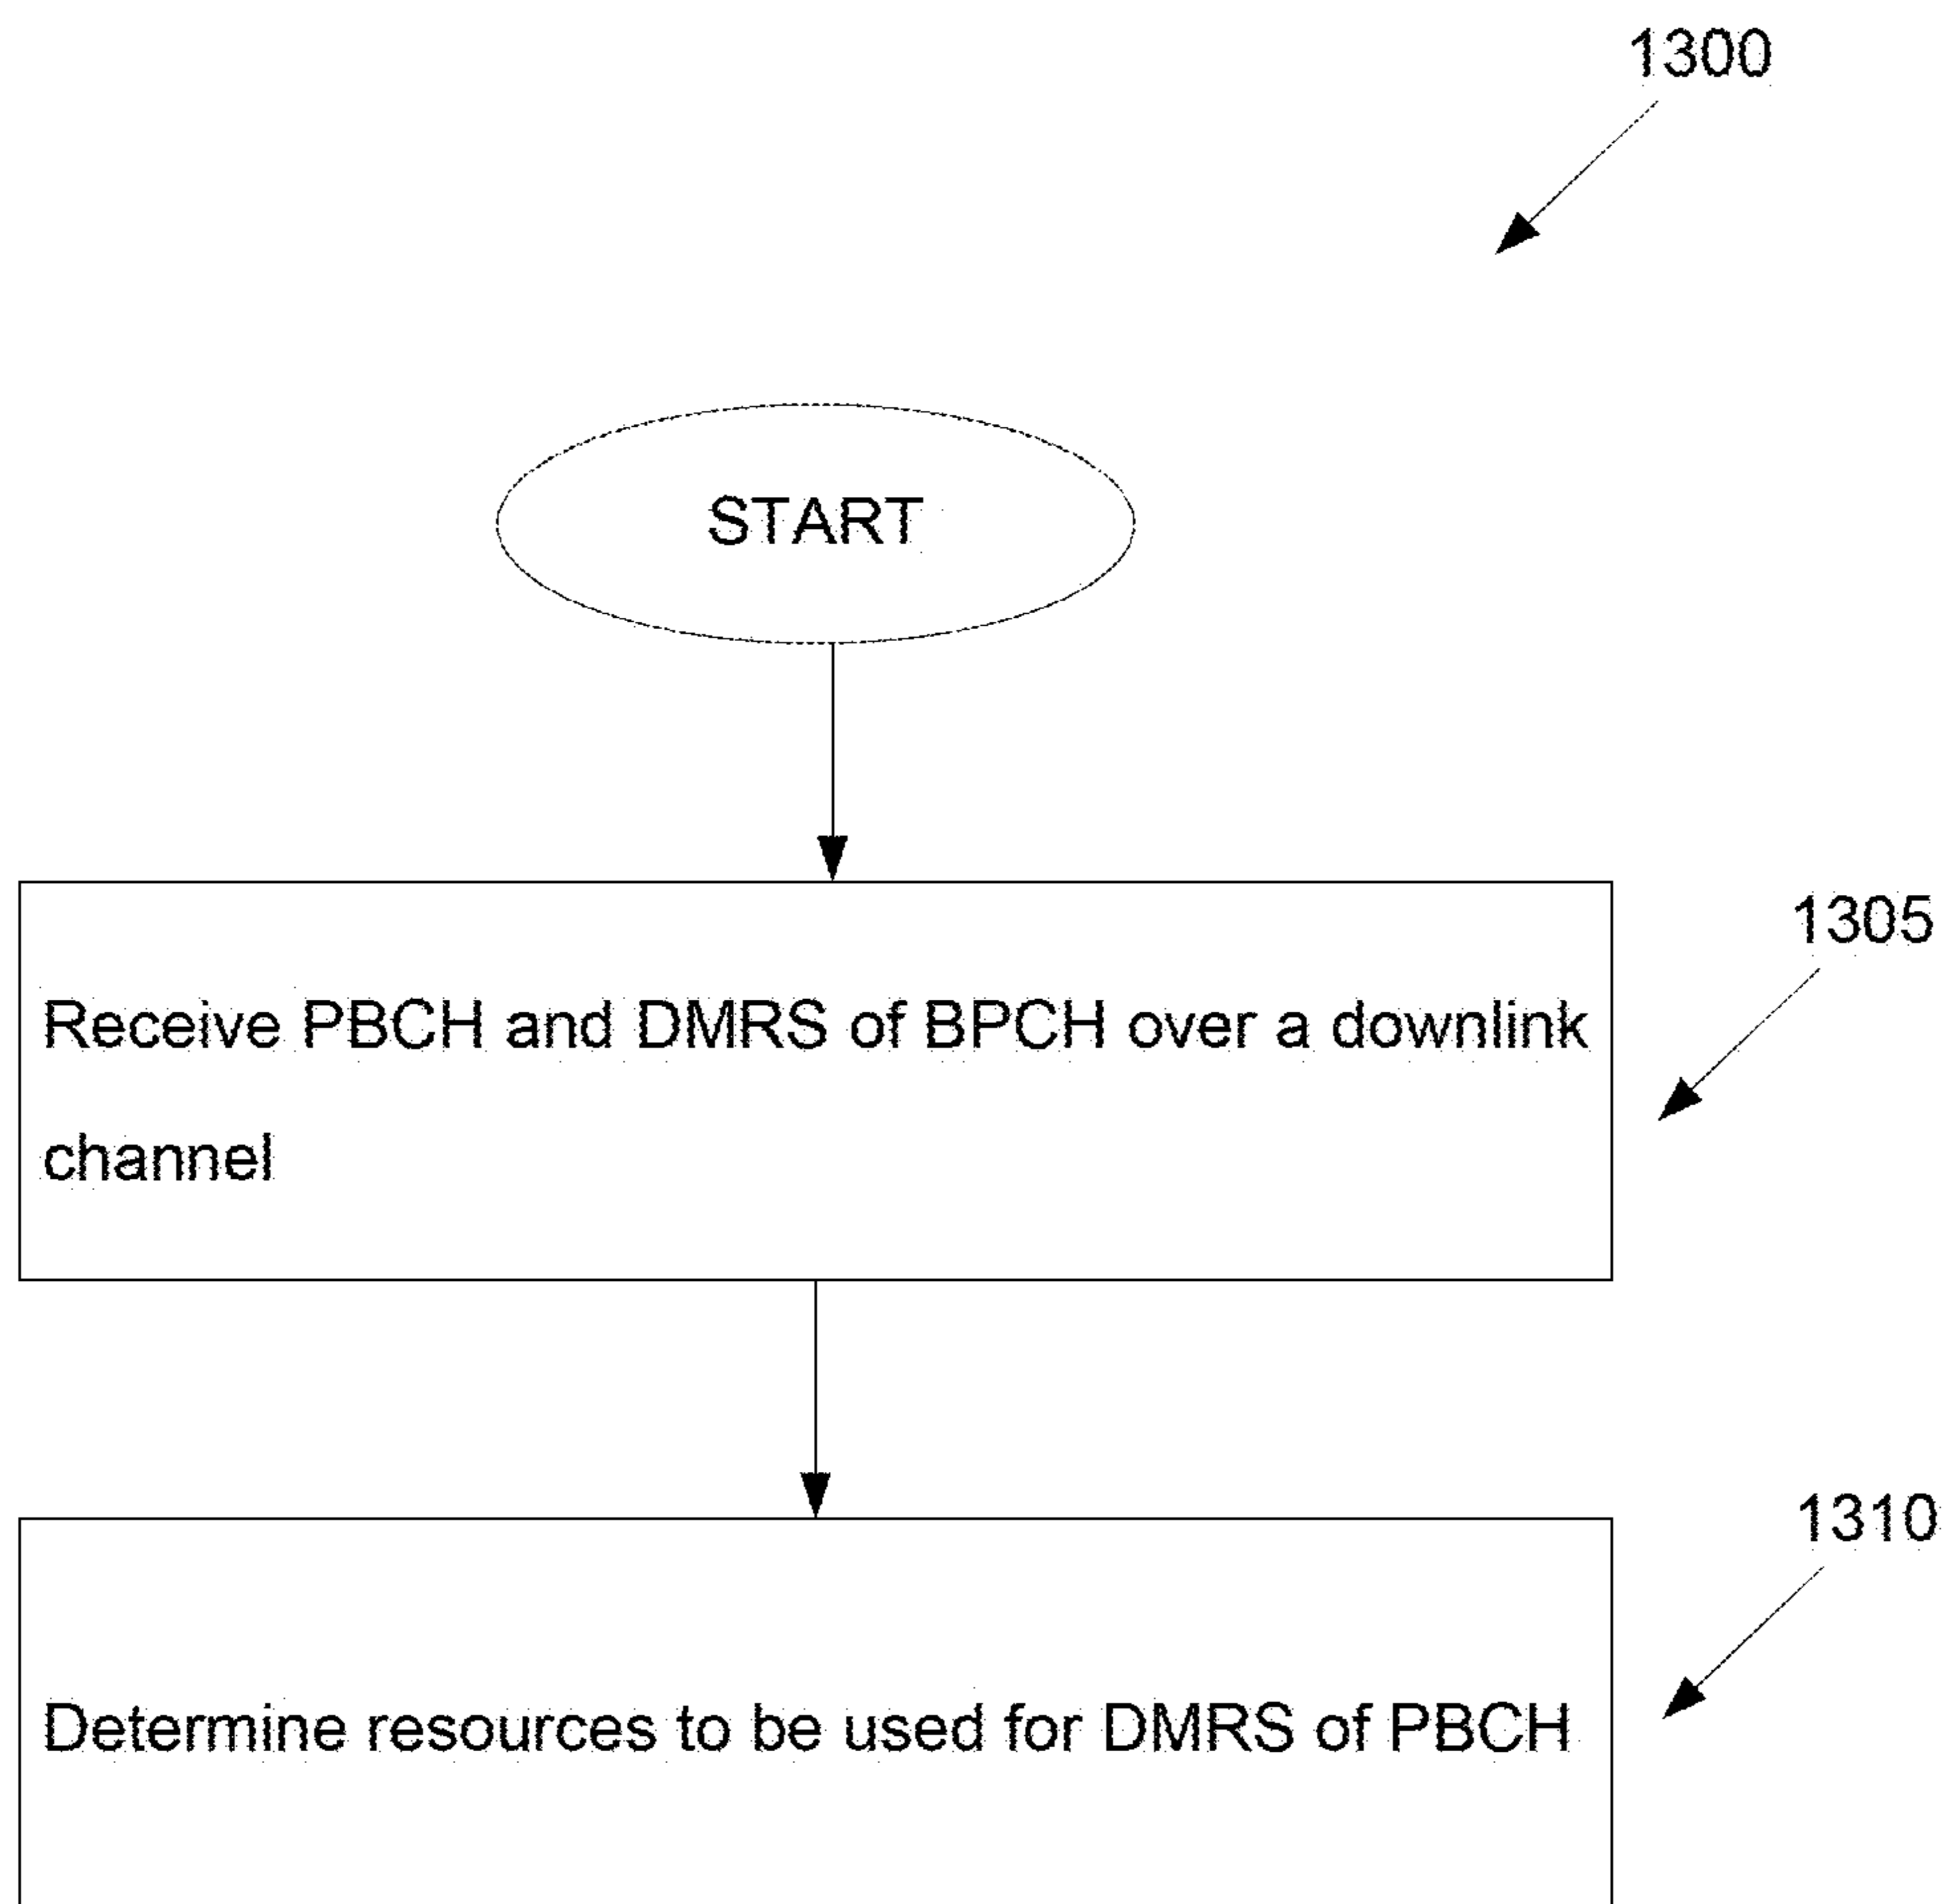 1300
START
1305
Receive PBCH and DMRS of BPCH over a downlink
channel
1310
Determine resources to be used for DMRS of PBCH